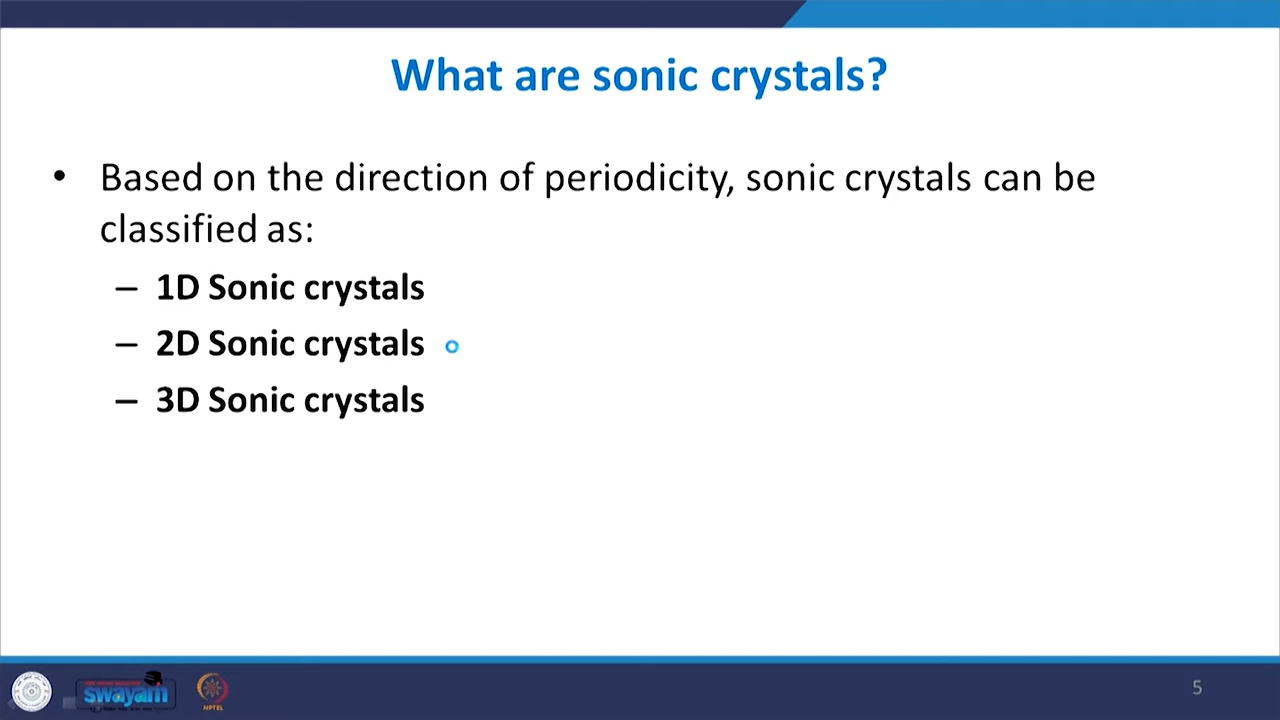 What are sonic crystals?
• Based on the direction of periodicity, sonic crystals can be
classified as:
– 1D Sonic crystals
– 2D Sonic crystals
– 3D Sonic crystals
swayam
NPTEL
5